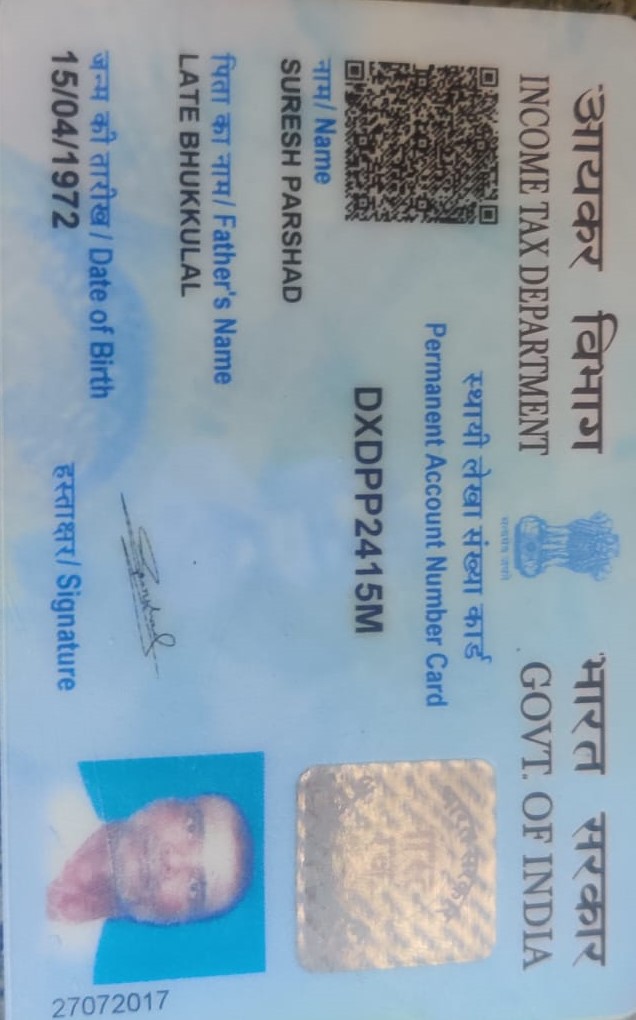 आयकर विभाग
INCOME TAX DEPARTMENT
भारत सरकार
GOVT. OF INDIA
सत्यमेव जयते
स्थायी लेखा संख्या कार्ड
Permanent Account Number Card
DXDPP2415M
नाम/ Name
SURESH PARSHAD
पिता का नाम/ Father's Name
LATE BHUKKULAL
जन्म की तारीख/ Date of Birth
15/04/1972
हस्ताक्षर/ Signature
27072017